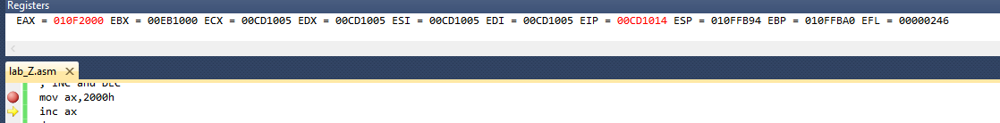 Registers
EAX = 010F2000 EBX = 00EB1000 ECX = 00CD1005 EDX = 00CD1005 ESI = 00CD1005 EDI = 00CD1005 EIP = 00CD1014 ESP = 010FFB94 EBP = 010FFBA0 EFL = 00000246
lab_Z.asm
; INC and DEC
mov ax,2000h
inc ax